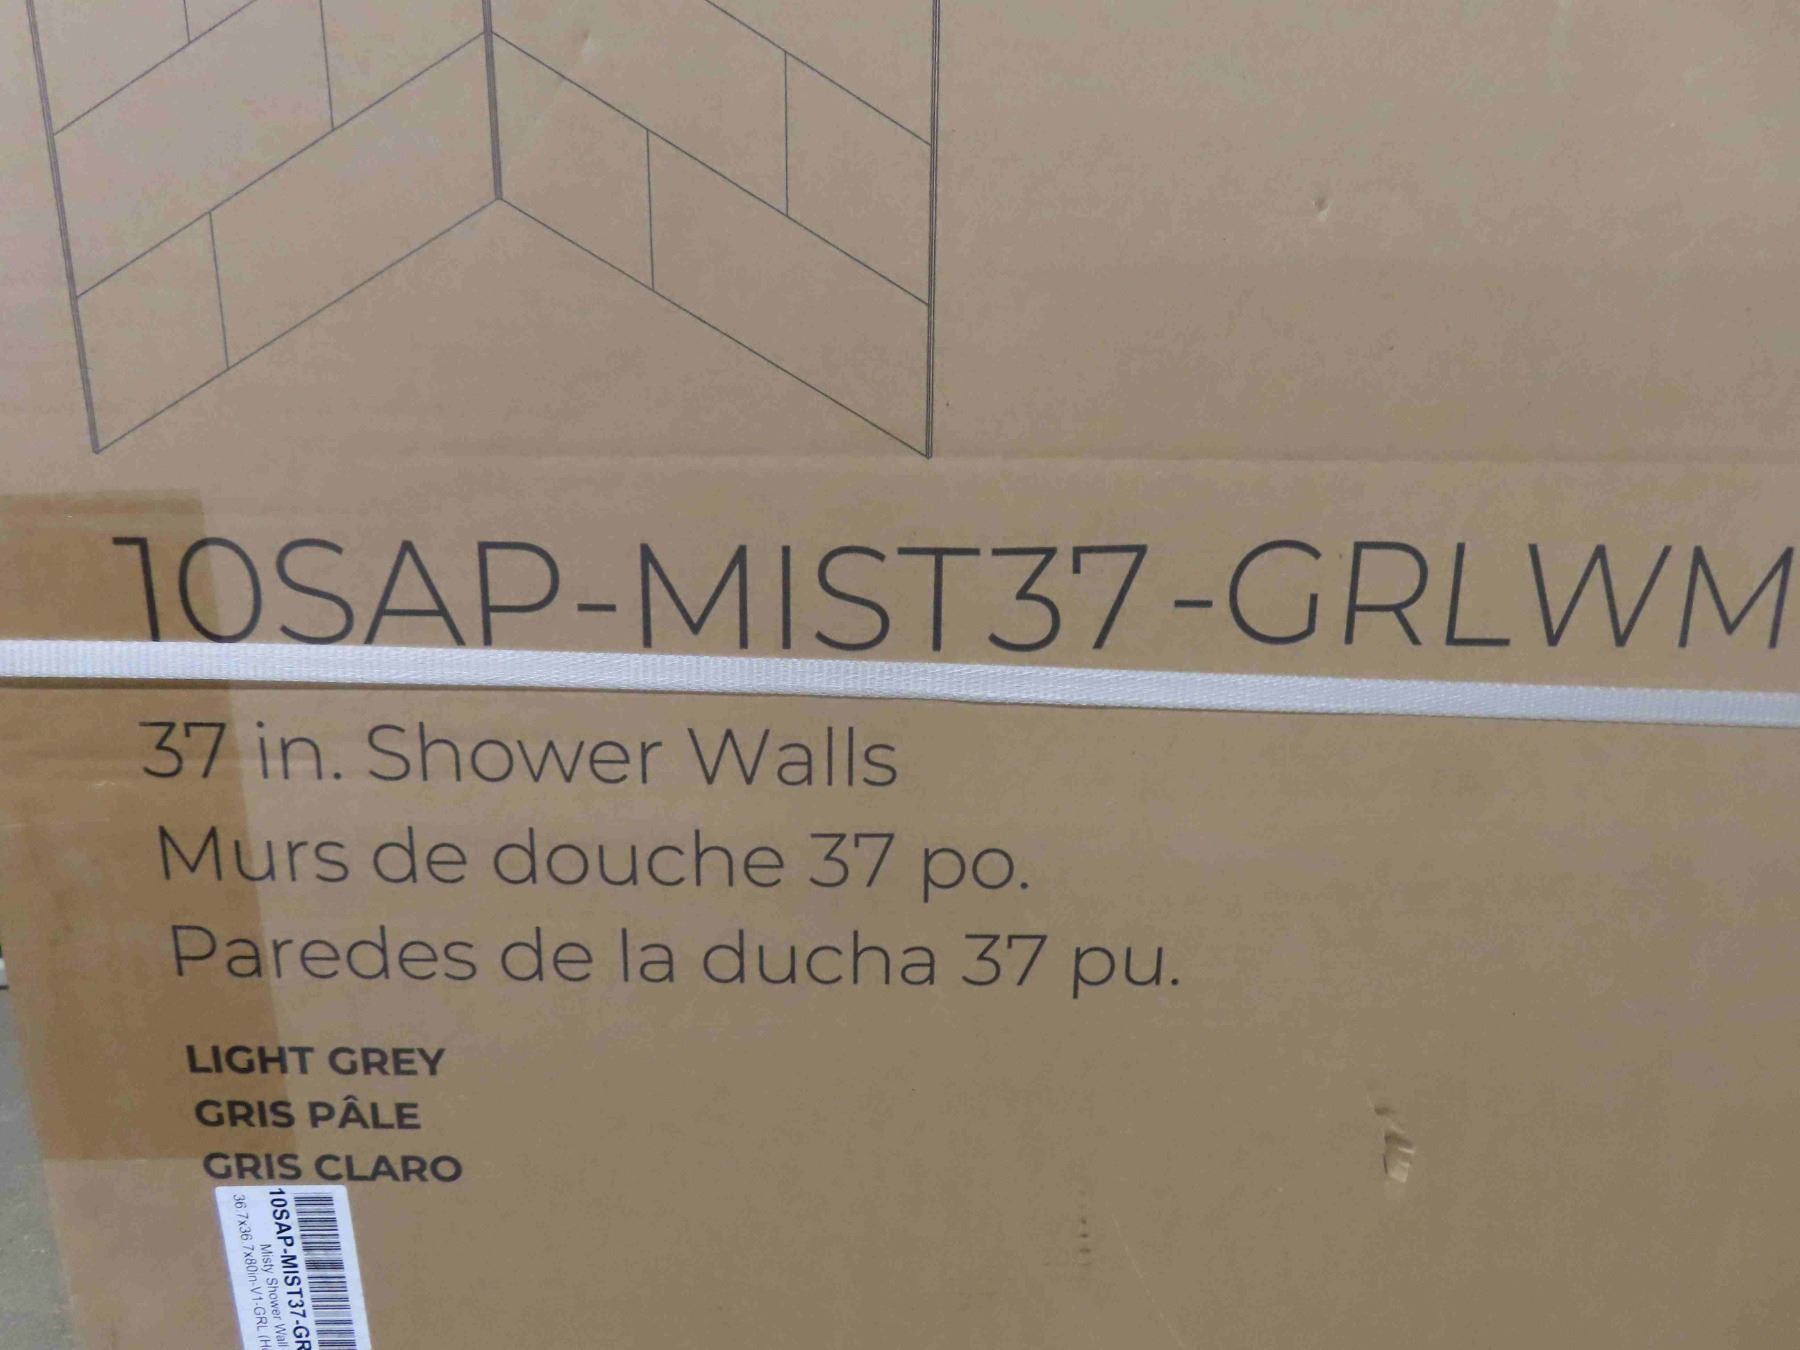 10SAP-MIST37-GRLWM
37 in. Shower Walls
Murs de douche 37 po.
Paredes de la ducha 37 pu.
LIGHT GREY
GRIS PÂLE
GRIS CLARO
10SAP-MIST37-GR
Misty Shower Wall
36.7x36.7x80in-V1-GRL (H